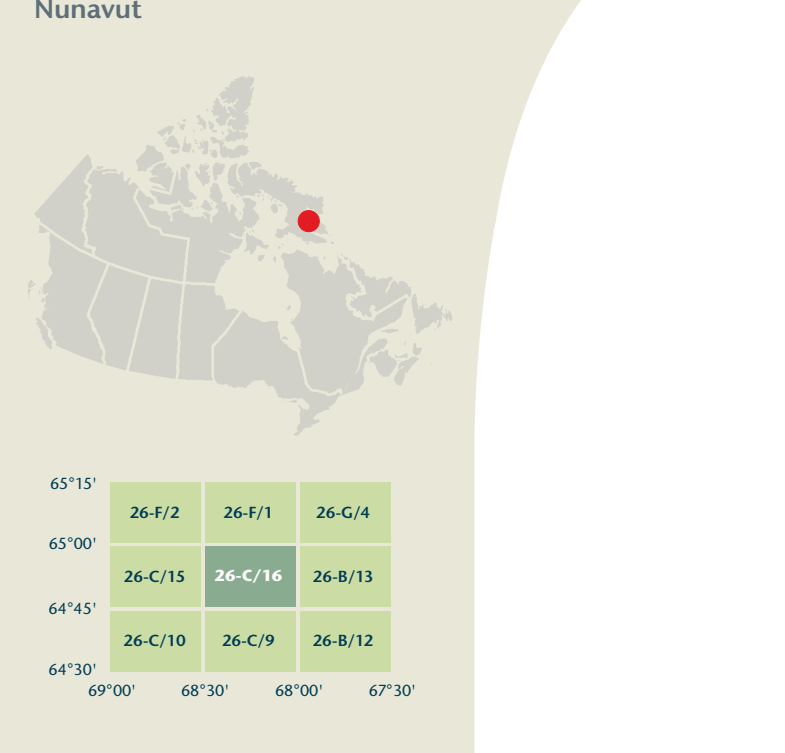 Nunavut
65°15'
26-F/2 26-F/1 26-G/4
65°00'
26-C/15 26-C/16 26-B/13
64°45'
26-C/10 26-C/9 26-B/12
64°30'
69°00' 68°30' 68°00' 67°30'